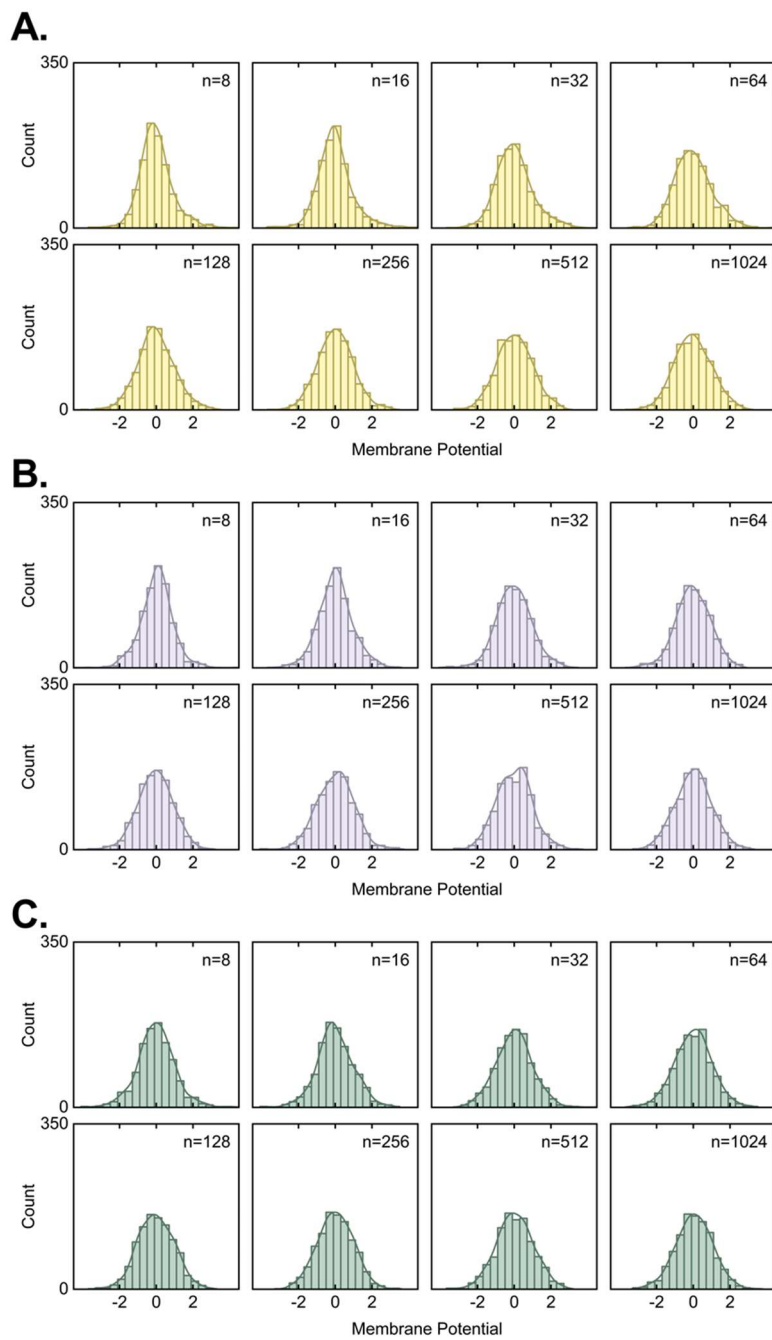 A.
350
n=8
n=16
n=32
n=64
Count
0
350
n=128
n=256
n=512
n=1024
Count
0
-2 0 2 -2 0 2 -2 0 2 -2 0 2
Membrane Potential
B.
350
n=8
n=16
n=32
n=64
Count
0
350
n=128
n=256
n=512
n=1024
Count
0
-2 0 2 -2 0 2 -2 0 2 -2 0 2
Membrane Potential
C.
350
n=8
n=16
n=32
n=64
Count
0
350
n=128
n=256
n=512
n=1024
Count
0
-2 0 2 -2 0 2 -2 0 2 -2 0 2
Membrane Potential